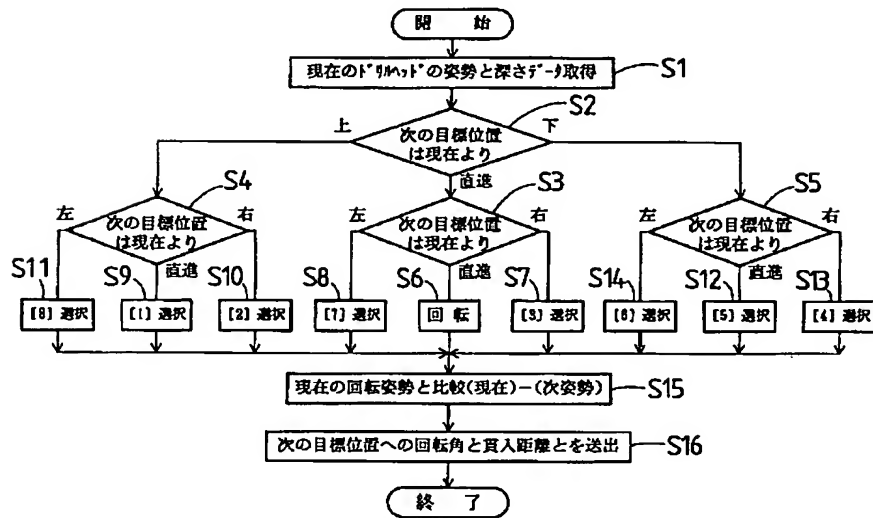 開 始
現在のﾄﾞﾘﾙﾍｯﾄﾞの姿勢と深さﾃﾞｰﾀ取得
S1
S2
上
次の目標位置
は現在より
下
直進
S4
左
次の目標位置
は現在より
右
直進
S3
左
次の目標位置
は現在より
右
直進
S5
左
次の目標位置
は現在より
右
直進
S11
[8] 選択
S9
[1] 選択
S10
[2] 選択
S8
[7] 選択
S6
回 転
S7
[3] 選択
S14
[6] 選択
S12
[5] 選択
S13
[4] 選択
現在の回転姿勢と比較(現在)−(次姿勢)
S15
次の目標位置への回転角と貫入距離とを送出
S16
終 了